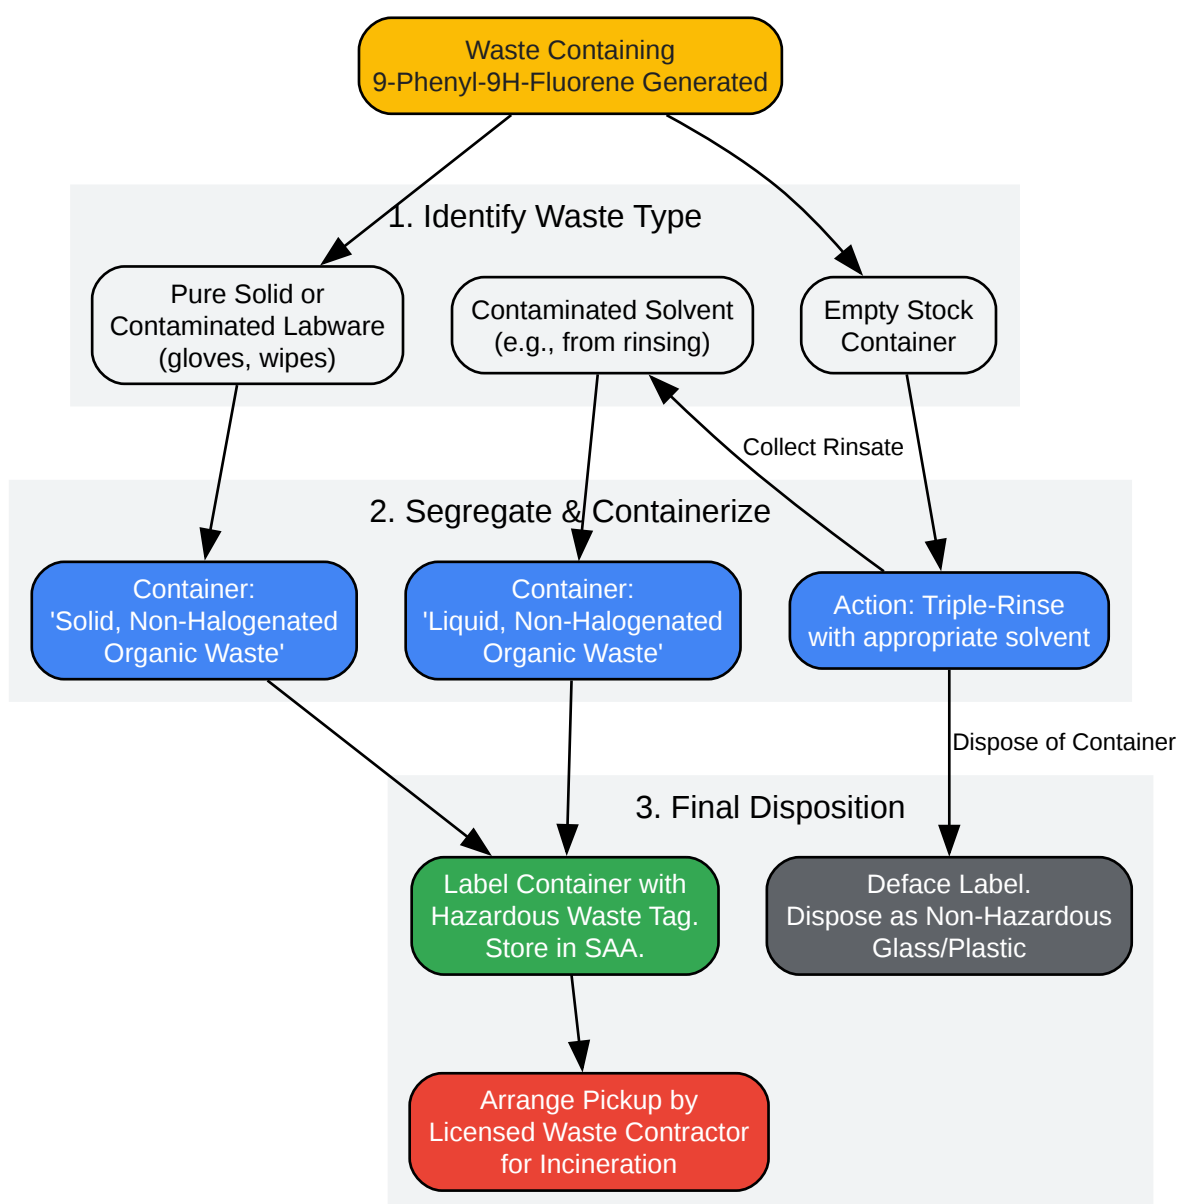 Waste Containing
9-Phenyl-9H-Fluorene Generated
1. Identify Waste Type
Pure Solid or
Contaminated Labware
(gloves, wipes)
Contaminated Solvent
(e.g., from rinsing)
Empty Stock
Container
Collect Rinsate
2. Segregate & Containerize
Container:
'Solid, Non-Halogenated
Organic Waste'
Container:
'Liquid, Non-Halogenated
Organic Waste'
Action: Triple-Rinse
with appropriate solvent
Dispose of Container
3. Final Disposition
Label Container with
Hazardous Waste Tag.
Store in SAA.
Deface Label.
Dispose as Non-Hazardous
Glass/Plastic
Arrange Pickup by
Licensed Waste Contractor
for Incineration